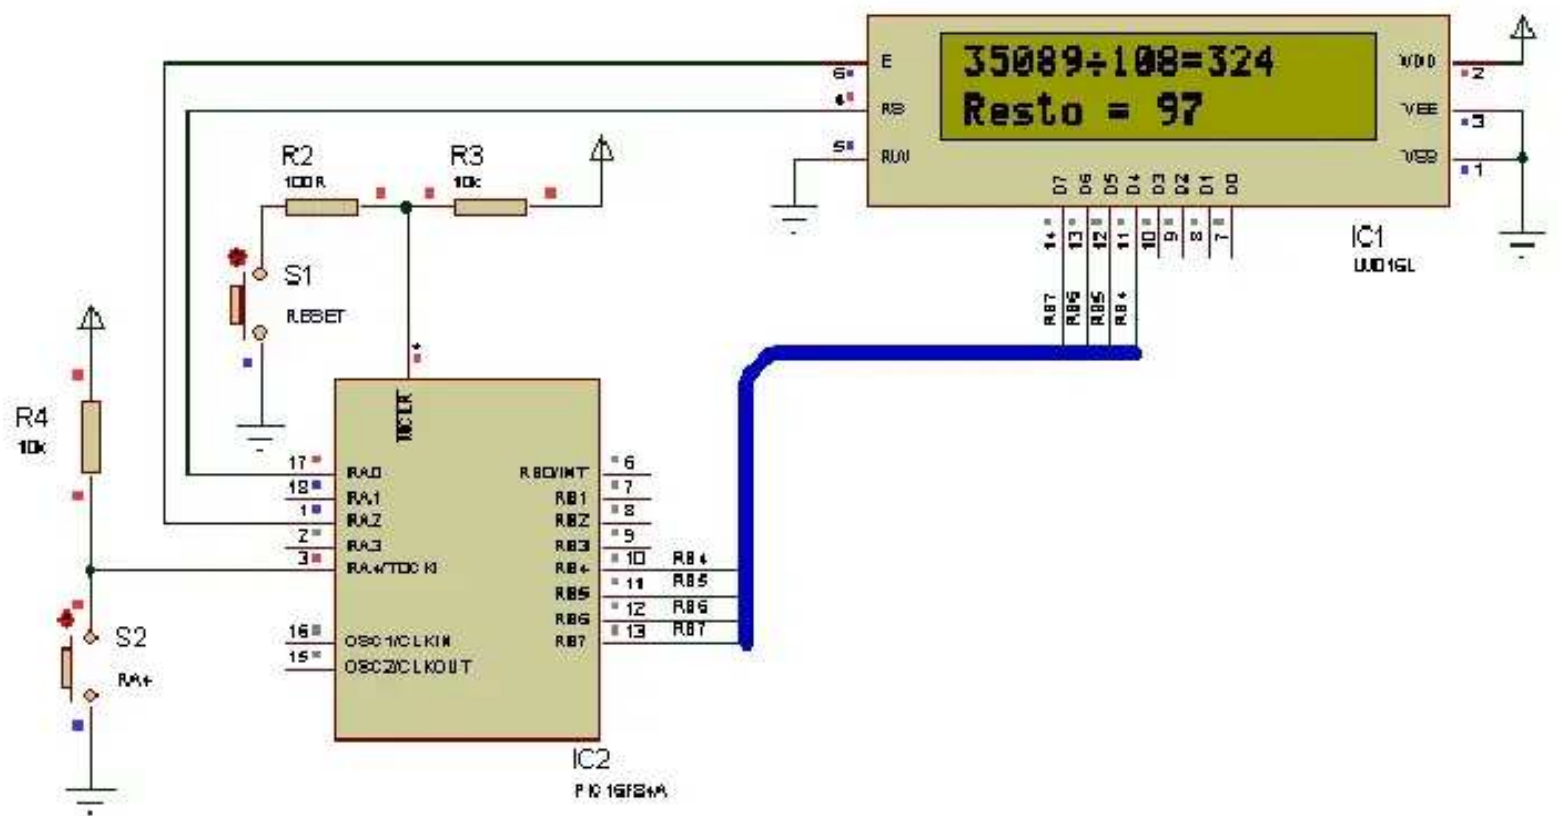 35089÷108=324
Resto = 97
E
RS
RW
6
4
5
VDD
VEE
VSS
2
3
1
D7 D6 D5 D4 D3 D2 D1 D0
14 13 12 11 10 9 8 7
RB7 RB6 RB5 RB4
IC1
R2
100R
R3
10k
S1
RESET
R4
10k
4
MCLR
17 RA0
18 RA1
1 RA2
2 RA3
3 RA4/T0CKI
16 OSC1/CLKIN
15 OSC2/CLKOUT
RB0/INT 6
RB1 7
RB2 8
RB3 9
RB4 10 RB4
RB5 11 RB5
RB6 12 RB6
RB7 13 RB7
S2
RA4
IC2
PIC16F84A